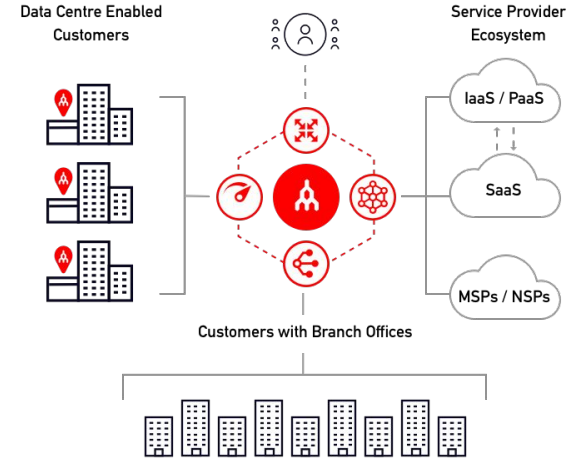 Data Centre Enabled
Customers
Service Provider
Ecosystem
IaaS / PaaS
SaaS
MSPs / NSPs
Customers with Branch Offices